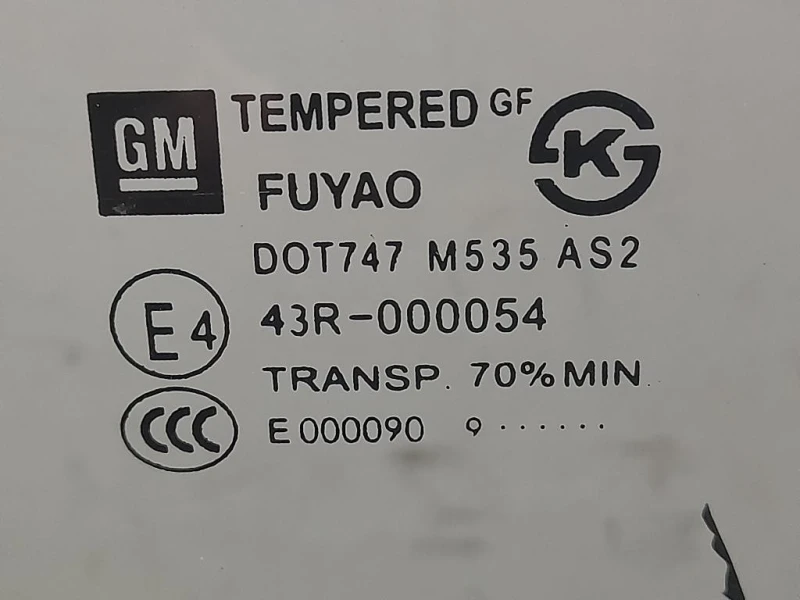 GM TEMPERED GF K
FUYAO
DOT747 M535 AS2
E4 43R-000054
TRANSP. 70% MIN.
CCC E000090 9 ······